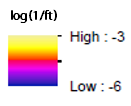 log(1/ft)
High : -3
Low : -6